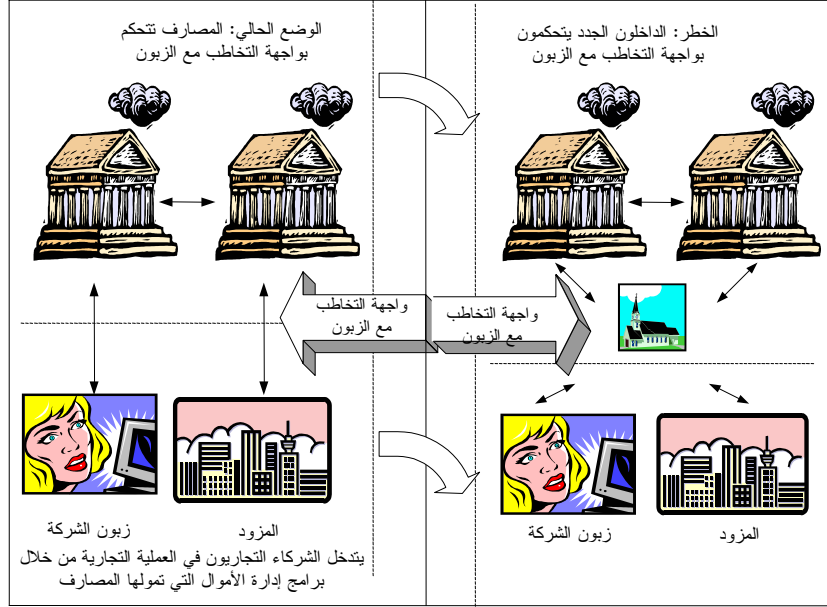 الوضع الحالي: المصارف تتحكم
بواجهة التخاطب مع الزبون
الخطر: الداخلون الجدد يتحكمون
بواجهة التخاطب مع الزبون
واجهة التخاطب
مع الزبون
واجهة التخاطب
مع الزبون
المزود
زبون الشركة
المزود
زبون الشركة
يتدخل الشركاء التجاريون في العملية التجارية من خلال
برامج إدارة الأموال التي تمولها المصارف